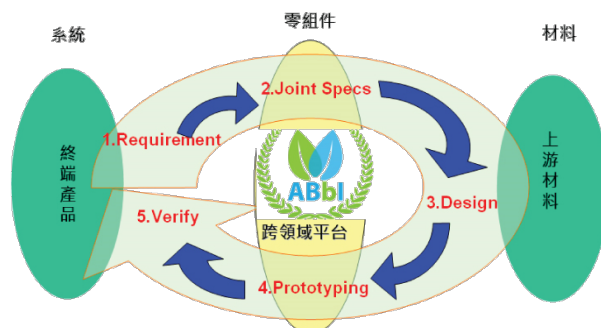 系統
零組件
材料
2.Joint Specs
1.Requirement
終端產品
ABbI
上游材料
3.Design
5.Verify
跨領域平台
4.Prototyping